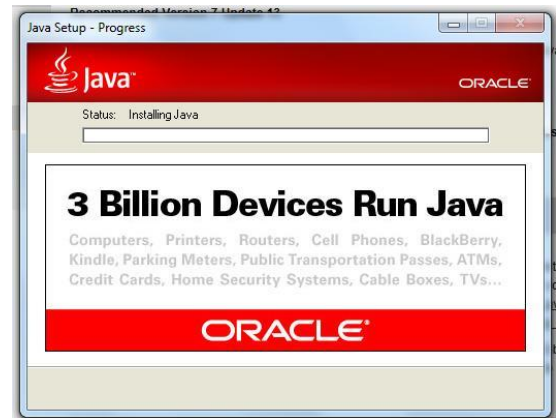 Recommended Version 7 Update 13
Java Setup - Progress
Java™
ORACLE®
Status: Installing Java
3 Billion Devices Run Java
Computers, Printers, Routers, Cell Phones, BlackBerry,
Kindle, Parking Meters, Public Transportation Passes, ATMs,
Credit Cards, Home Security Systems, Cable Boxes, TVs...
ORACLE®